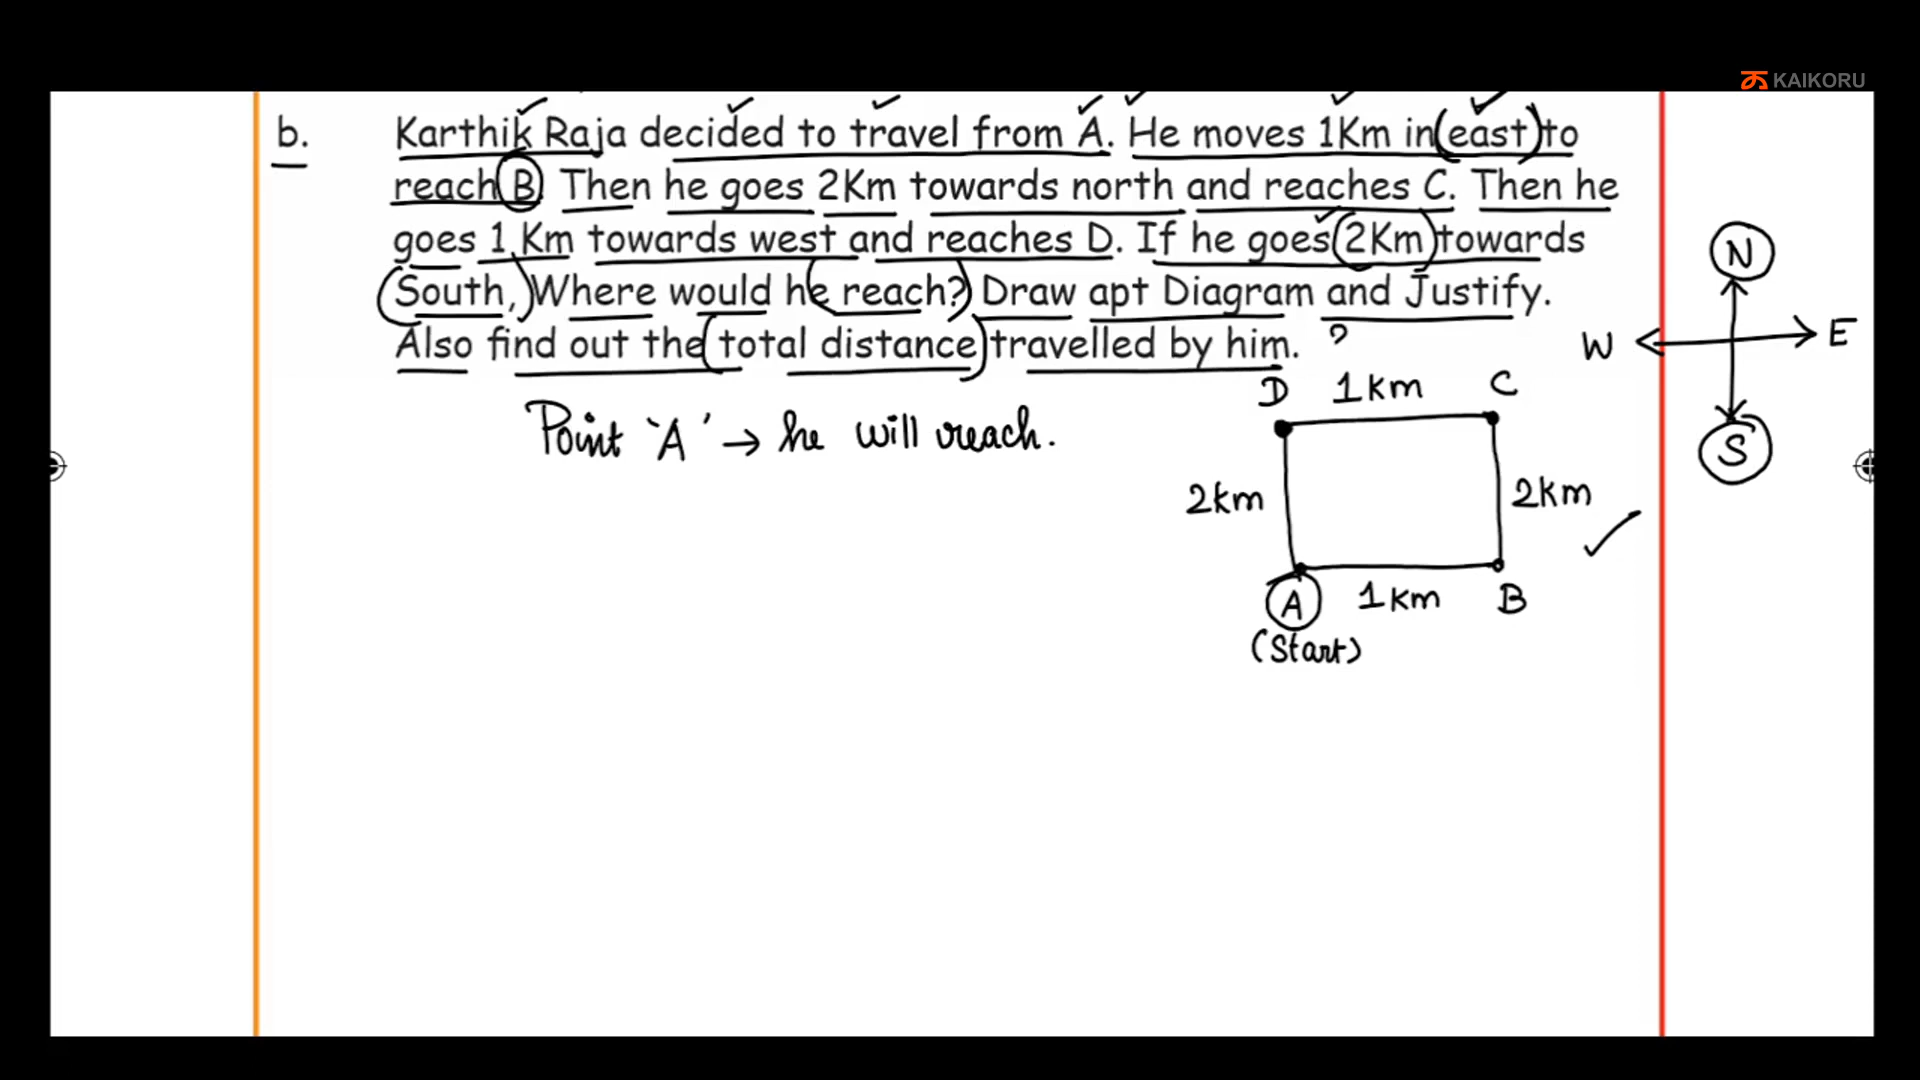 KAIKORU
b. Karthik Raja decided to travel from A. He moves 1Km in east to
reach B. Then he goes 2Km towards north and reaches C. Then he
goes 1 Km towards west and reaches D. If he goes 2Km towards
South, Where would he reach? Draw apt Diagram and Justify.
Also find out the total distance travelled by him. ?
N
W E
S
D 1km C
Point 'A' → he will reach.
2km 2km
A 1km B
(Start)